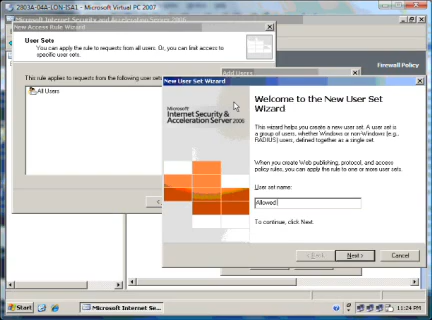 2903A-04A-LON-ISA1 - Microsoft Virtual PC 2007
Microsoft Internet Security and Acceleration Server 2006
New Access Rule Wizard
User Sets
You can apply the rule to requests from all users. Or, you can limit access to
specific user sets.
This rule applies to requests from the following user sets:
All Users
Firewall Policy
Add Users
New User Set Wizard
Microsoft
Internet Security &
Acceleration Server 2006
Welcome to the New User Set
Wizard
This wizard helps you create a new user set. A user set is
a group of users, whether Windows or non-Windows (e.g.,
RADIUS) users, defined together as a single set.
When you create Web publishing, protocol, and access
policy rules, you can apply the rule to one or more user sets.
User set name:
Allowed
To continue, click Next.
< Back
Next >
Cancel
Start
Microsoft Internet Se...
11:24 PM